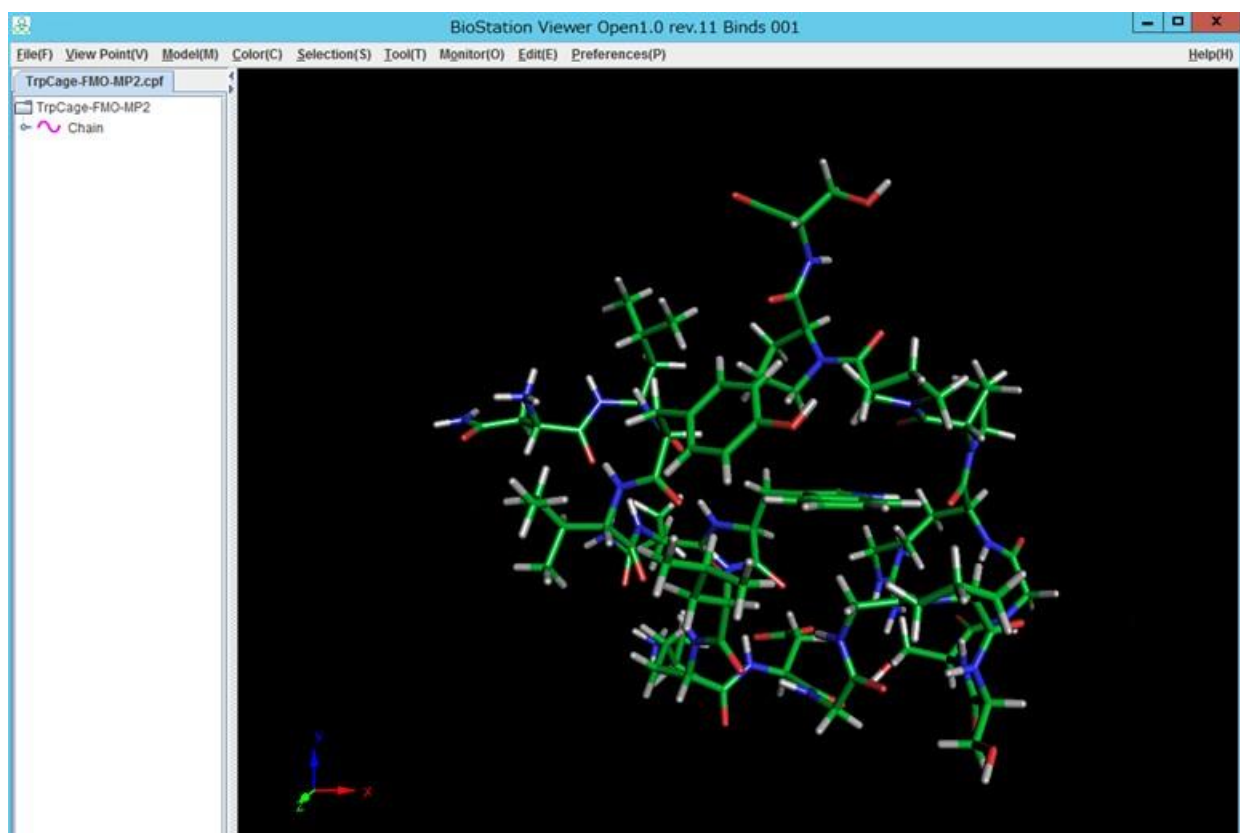 BioStation Viewer Open1.0 rev.11 Binds 001
File(F) View Point(V) Model(M) Color(C) Selection(S) Tool(T) Monitor(O) Edit(E) Preferences(P) Help(H)
TrpCage-FMO-MP2.cpf
TrpCage-FMO-MP2
Chain
Y
X
Z